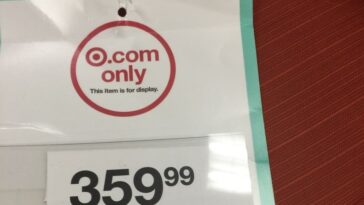 .com
only
This item is for display.
359.99